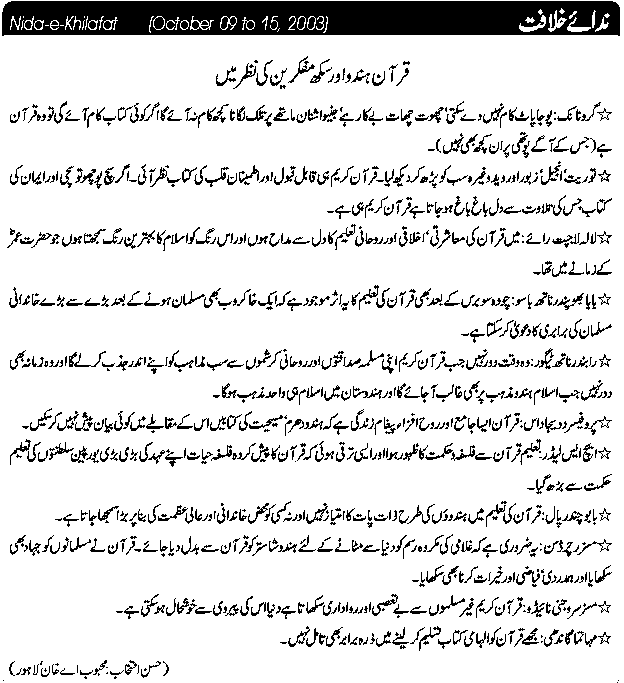 Nida-e-Khilafat (October 09 to 15, 2003) ندائے خلافت
قرآن ہندو اور سکھ مفکرین کی نظر میں
☆ گرونانک: پوجا پاٹ کام نہیں دے سکتی‘ چھوت چھات بے کار ہے‘ جنیو‘ اشنان ماتھے پر تلک لگانا کچھ کام نہ آئے گا‘ اگر کوئی کتاب کام آئے گی تو وہ قرآن
ہے (جس کے آگے پوتھی پران کچھ بھی نہیں)۔
☆ توریت‘ انجیل‘ زبور اور وید وغیرہ سب کو پڑھ کر دیکھ لیا۔ قرآن کریم ہی قابل قبول اور اطمینان قلب کی کتاب نظر آئی۔ اگر سچ پوچھو تو سچی اور ایمان کی
کتاب جس کی تلاوت سے دل باغ باغ ہو جاتا ہے قرآن کریم ہی ہے۔
☆ لالہ لاجپت رائے: میں قرآن کی معاشرتی‘ اخلاقی اور روحانی تعلیم کا دل سے مداح ہوں اور اس رنگ کو اسلام کا بہترین رنگ سمجھتا ہوں جو حضرت عمرؓ
کے زمانے میں تھا۔
☆ بابا بھوپندر ناتھ باسو: چودہ سو برس کے بعد بھی قرآن کی تعلیم کا یہ اثر موجود ہے کہ ایک خاکروب بھی مسلمان ہونے کے بعد بڑے سے بڑے خاندانی
مسلمان کی برابری کا دعویٰ کر سکتا ہے۔
☆ رابندر ناتھ ٹیگور: وہ وقت دور نہیں جب قرآن کریم اپنی مسلمہ صداقتوں اور روحانی کرشموں سے سب مذاہب کو اپنے اندر جذب کر لے گا اور وہ زمانہ بھی
دور نہیں جب اسلام ہندو مذہب پر بھی غالب آ جائے گا اور ہندوستان میں اسلام ہی واحد مذہب ہو گا۔
☆ پروفیسر دویجا داس: قرآن ایسا جامع اور روح افزاء پیغام زندگی ہے کہ ہندو دھرم‘ مسیحیت کی کتابیں اس کے مقابلے میں کوئی بیان پیش نہیں کر سکیں۔
☆ ایچ ایس لیڈر: تعلیم قرآن سے فلسفہ و حکمت کا ظہور ہوا اور ایسی ترقی ہوئی کہ قرآن کا پیش کردہ فلسفہ حیات اپنے عہد کی بڑی بڑی یورپین سلطنتوں کی تعلیم
حکمت سے بڑھ گیا۔
☆ بابو چندر پال: قرآن کی تعلیم میں ہندوؤں کی طرح ذات پات کا امتیاز نہیں اور نہ کسی کو محض خاندانی اور عالی عظمت کی بنا پر بڑا سمجھا جاتا ہے۔
☆ مسٹر رچرڈسن: یہ ضروری ہے کہ غلامی کی مکروہ رسم کو دنیا سے مٹانے کے لئے ہندو شاستر کو قرآن سے بدل دیا جائے۔ قرآن نے مسلمانوں کو جہاد بھی
سکھایا اور ہمدردی‘ فیاضی اور خیرات کرنا بھی سکھایا۔
☆ مسز سروجنی نائیڈو: قرآن کریم غیر مسلموں سے بے تعصبی اور رواداری سکھاتا ہے دنیا اس کی پیروی سے خوشحال ہو سکتی ہے۔
☆ مہاتما گاندھی: مجھے قرآن کو الہامی کتاب تسلیم کر لینے میں ذرہ برابر بھی تامل نہیں۔
(حسن انتخاب: محبوب اے خان‘ لاہور)